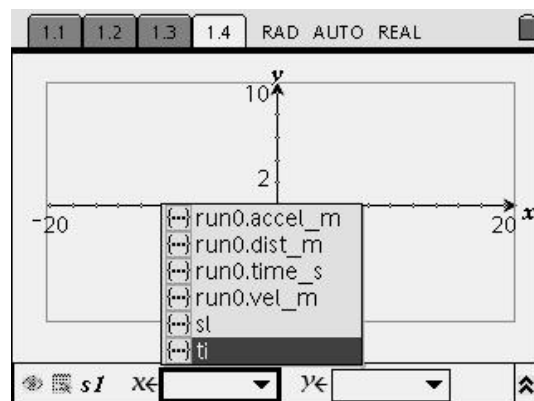 1.1 1.2 1.3 1.4 RAD AUTO REAL
y
10
2
-20 20 x
run0.accel_m
run0.dist_m
run0.time_s
run0.vel_m
sl
ti
s1 x← y←